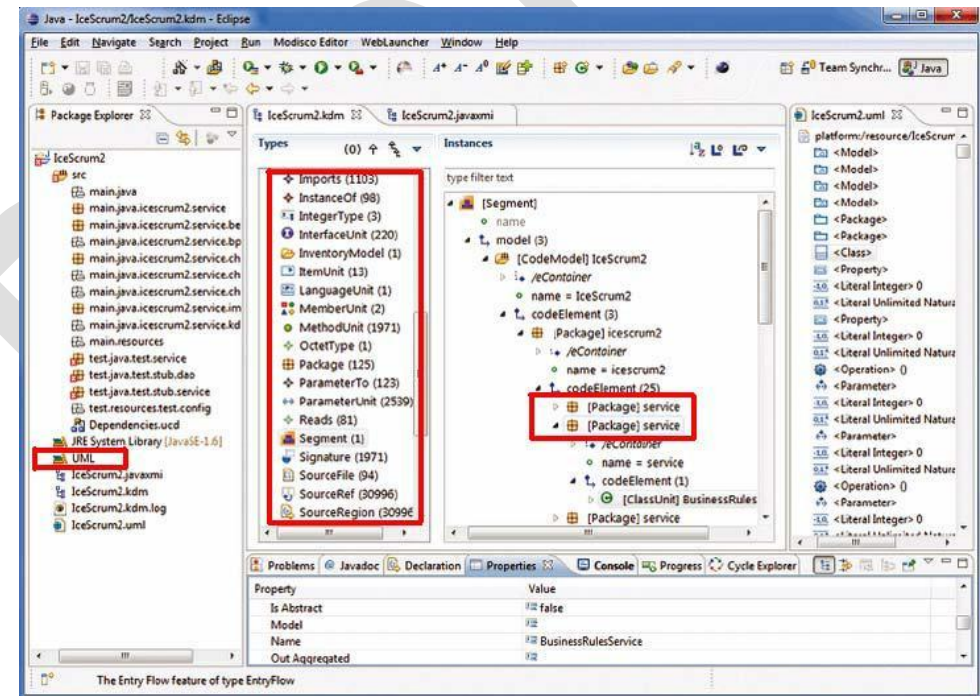 Java - IceScrum2/IceScrum2.kdm - Eclipse
File Edit Navigate Search Project Run Modisco Editor WebLauncher Window Help
Team Synchr... Java
Package Explorer
IceScrum2
src
main.java
main.java.icescrum2.service
main.java.icescrum2.service.be
main.java.icescrum2.service.bp
main.java.icescrum2.service.ch
main.java.icescrum2.service.ch
main.java.icescrum2.service.ch
main.java.icescrum2.service.im
main.java.icescrum2.service.kd
main.resources
test.java.test.service
test.java.test.stub.dao
test.java.test.stub.service
test.resources.test.config
Dependencies.ucd
JRE System Library [JavaSE-1.6]
UML
IceScrum2.javaxmi
IceScrum2.kdm
IceScrum2.kdm.log
IceScrum2.uml
IceScrum2.kdm IceScrum2.javaxmi
Types (0)
Imports (1103)
InstanceOf (98)
IntegerType (3)
InterfaceUnit (220)
InventoryModel (1)
ItemUnit (13)
LanguageUnit (1)
MemberUnit (2)
MethodUnit (1971)
OctetType (1)
Package (125)
ParameterTo (123)
ParameterUnit (2539)
Reads (81)
Segment (1)
Signature (1971)
SourceFile (94)
SourceRef (30996)
SourceRegion (30996
Instances
type filter text
[Segment]
name
model (3)
[CodeModel] IceScrum2
/eContainer
name = IceScrum2
codeElement (3)
[Package] icescrum2
/eContainer
name = icescrum2
codeElement (25)
[Package] service
[Package] service
/eContainer
name = service
codeElement (1)
[ClassUnit] BusinessRules
[Package] service
IceScrum2.uml
platform:/resource/IceScrum
<Model>
<Model>
<Model>
<Model>
<Package>
<Package>
<Class>
<Property>
<Literal Integer> 0
<Literal Unlimited Natura
<Property>
<Literal Integer> 0
<Literal Unlimited Natura
<Operation> ()
<Parameter>
<Literal Integer> 0
<Literal Unlimited Natura
<Parameter>
<Literal Integer> 0
<Literal Unlimited Natura
<Operation> ()
<Parameter>
<Literal Integer> 0
Problems Javadoc Declaration Properties Console Progress Cycle Explorer
Property Value
Is Abstract false
Model
Name BusinessRulesService
Out Aggregated
The Entry Flow feature of type EntryFlow